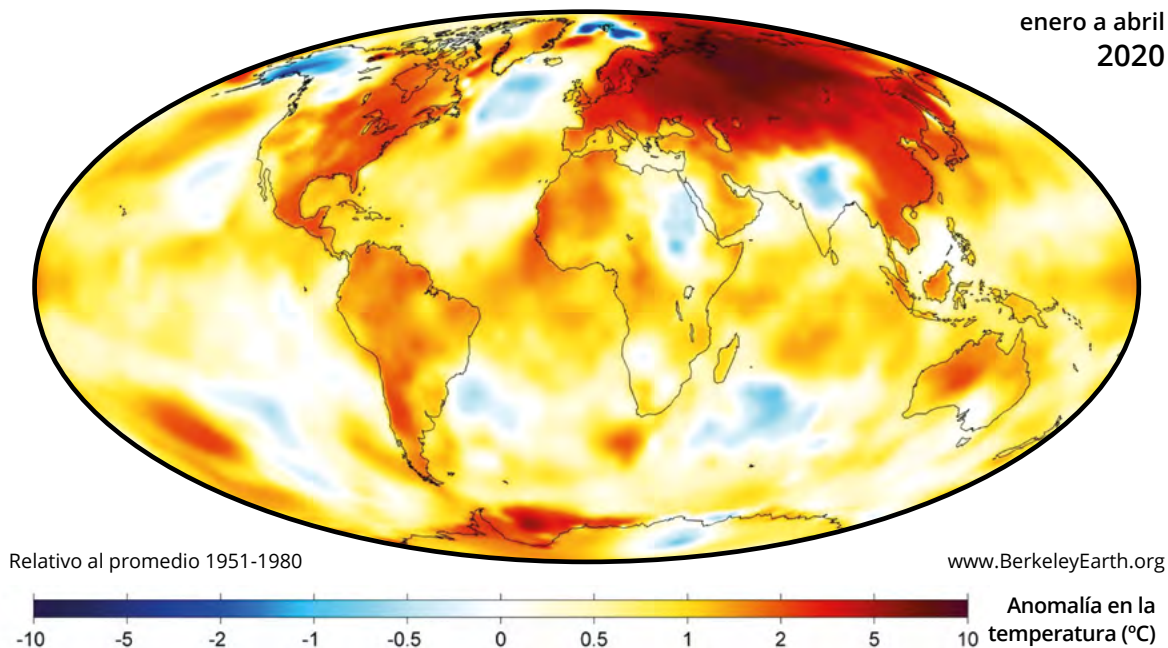 enero a abril
2020
Relativo al promedio 1951-1980
www.BerkeleyEarth.org
-10 -5 -2 -1 -0.5 0 0.5 1 2 5 10
Anomalía en la
temperatura (ºC)